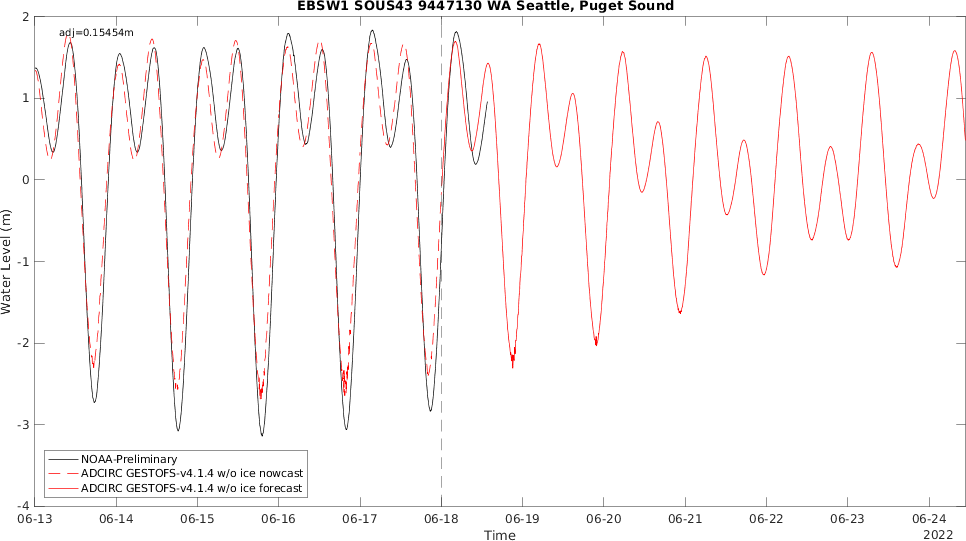 EBSW1 SOUS43 9447130 WA Seattle, Puget Sound
adj=0.15454m
2
1
0
-1
-2
-3
-4
Water Level (m)
NOAA-Preliminary
ADCIRC GESTOFS-v4.1.4 w/o ice nowcast
ADCIRC GESTOFS-v4.1.4 w/o ice forecast
06-13 06-14 06-15 06-16 06-17 06-18 06-19 06-20 06-21 06-22 06-23 06-24
Time
2022